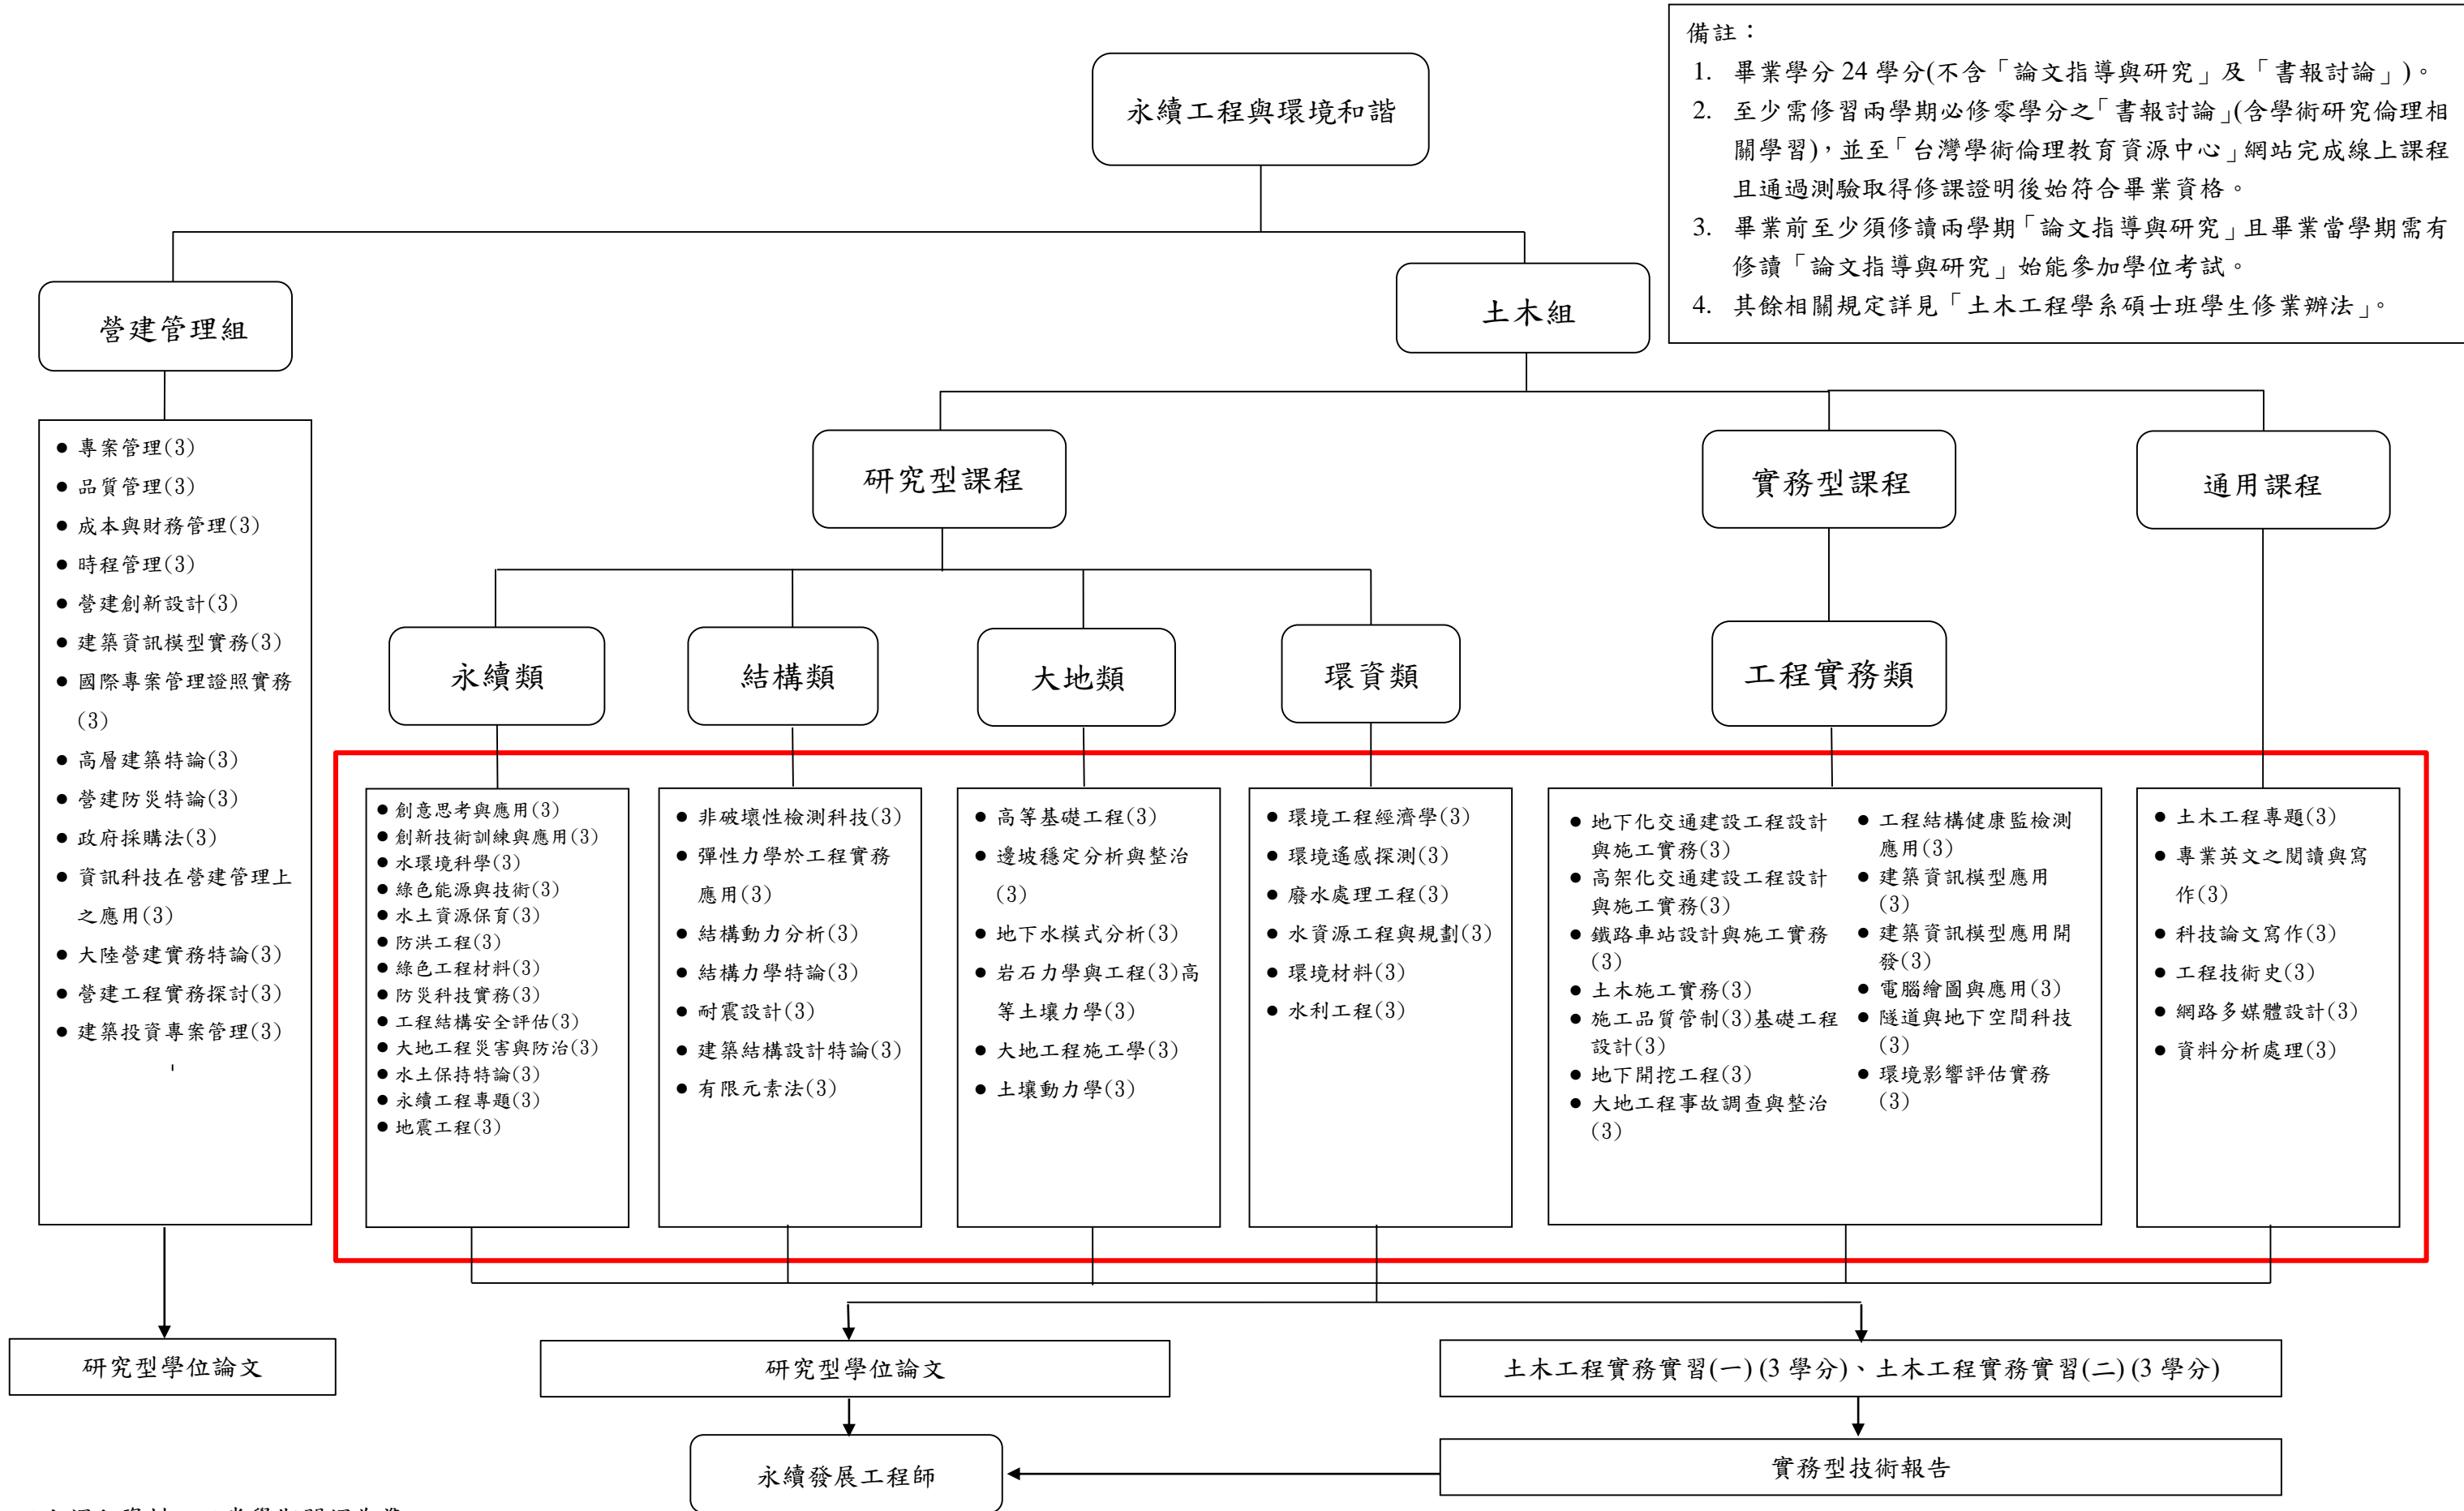 備註：
1. 畢業學分 24 學分(不含「論文指導與研究」及「書報討論」)。
2. 至少需修習兩學期必修零學分之「書報討論」(含學術研究倫理相
關學習)，並至「台灣學術倫理教育資源中心」網站完成線上課程
且通過測驗取得修課證明後始符合畢業資格。
3. 畢業前至少須修讀兩學期「論文指導與研究」且畢業當學期需有
修讀「論文指導與研究」始能參加學位考試。
4. 其餘相關規定詳見「土木工程學系碩士班學生修業辦法」。
永續工程與環境和諧
營建管理組
土木組
● 專案管理(3)
● 品質管理(3)
● 成本與財務管理(3)
● 時程管理(3)
● 營建創新設計(3)
● 建築資訊模型實務(3)
● 國際專案管理證照實務
(3)
● 高層建築特論(3)
● 營建防災特論(3)
● 政府採購法(3)
● 資訊科技在營建管理上
之應用(3)
● 大陸營建實務特論(3)
● 營建工程實務探討(3)
● 建築投資專案管理(3)
研究型課程
實務型課程
通用課程
永續類
結構類
大地類
環資類
工程實務類
● 創意思考與應用(3)
● 創新技術訓練與應用(3)
● 水環境科學(3)
● 綠色能源與技術(3)
● 水土資源保育(3)
● 防洪工程(3)
● 綠色工程材料(3)
● 防災科技實務(3)
● 工程結構安全評估(3)
● 大地工程災害與防治(3)
● 水土保持特論(3)
● 永續工程專題(3)
● 地震工程(3)
● 非破壞性檢測科技(3)
● 彈性力學於工程實務
應用(3)
● 結構動力分析(3)
● 結構力學特論(3)
● 耐震設計(3)
● 建築結構設計特論(3)
● 有限元素法(3)
● 高等基礎工程(3)
● 邊坡穩定分析與整治
(3)
● 地下水模式分析(3)
● 岩石力學與工程(3)高
等土壤力學(3)
● 大地工程施工學(3)
● 土壤動力學(3)
● 環境工程經濟學(3)
● 環境遙感探測(3)
● 廢水處理工程(3)
● 水資源工程與規劃(3)
● 環境材料(3)
● 水利工程(3)
● 地下化交通建設工程設計
與施工實務(3)
● 高架化交通建設工程設計
與施工實務(3)
● 鐵路車站設計與施工實務
(3)
● 土木施工實務(3)
● 施工品質管制(3)基礎工程
設計(3)
● 地下開挖工程(3)
● 大地工程事故調查與整治
(3)
● 工程結構健康監檢測
應用(3)
● 建築資訊模型應用
(3)
● 建築資訊模型應用開
發(3)
● 電腦繪圖與應用(3)
● 隧道與地下空間科技
(3)
● 環境影響評估實務
(3)
● 土木工程專題(3)
● 專業英文之閱讀與寫
作(3)
● 科技論文寫作(3)
● 工程技術史(3)
● 網路多媒體設計(3)
● 資料分析處理(3)
研究型學位論文
研究型學位論文
土木工程實務實習(一) (3 學分)、土木工程實務實習(二) (3 學分)
永續發展工程師
實務型技術報告